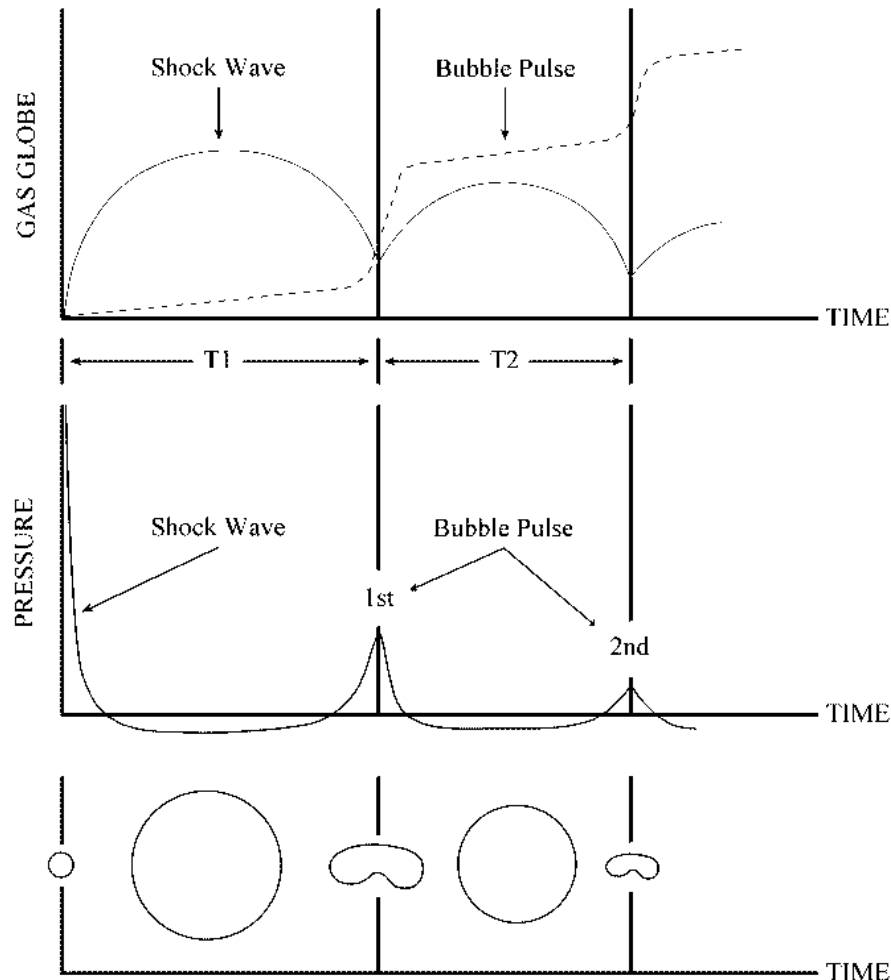 Shock Wave
Bubble Pulse
GAS GLOBE
TIME
T1
T2
Shock Wave
Bubble Pulse
PRESSURE
1st
2nd
TIME
TIME